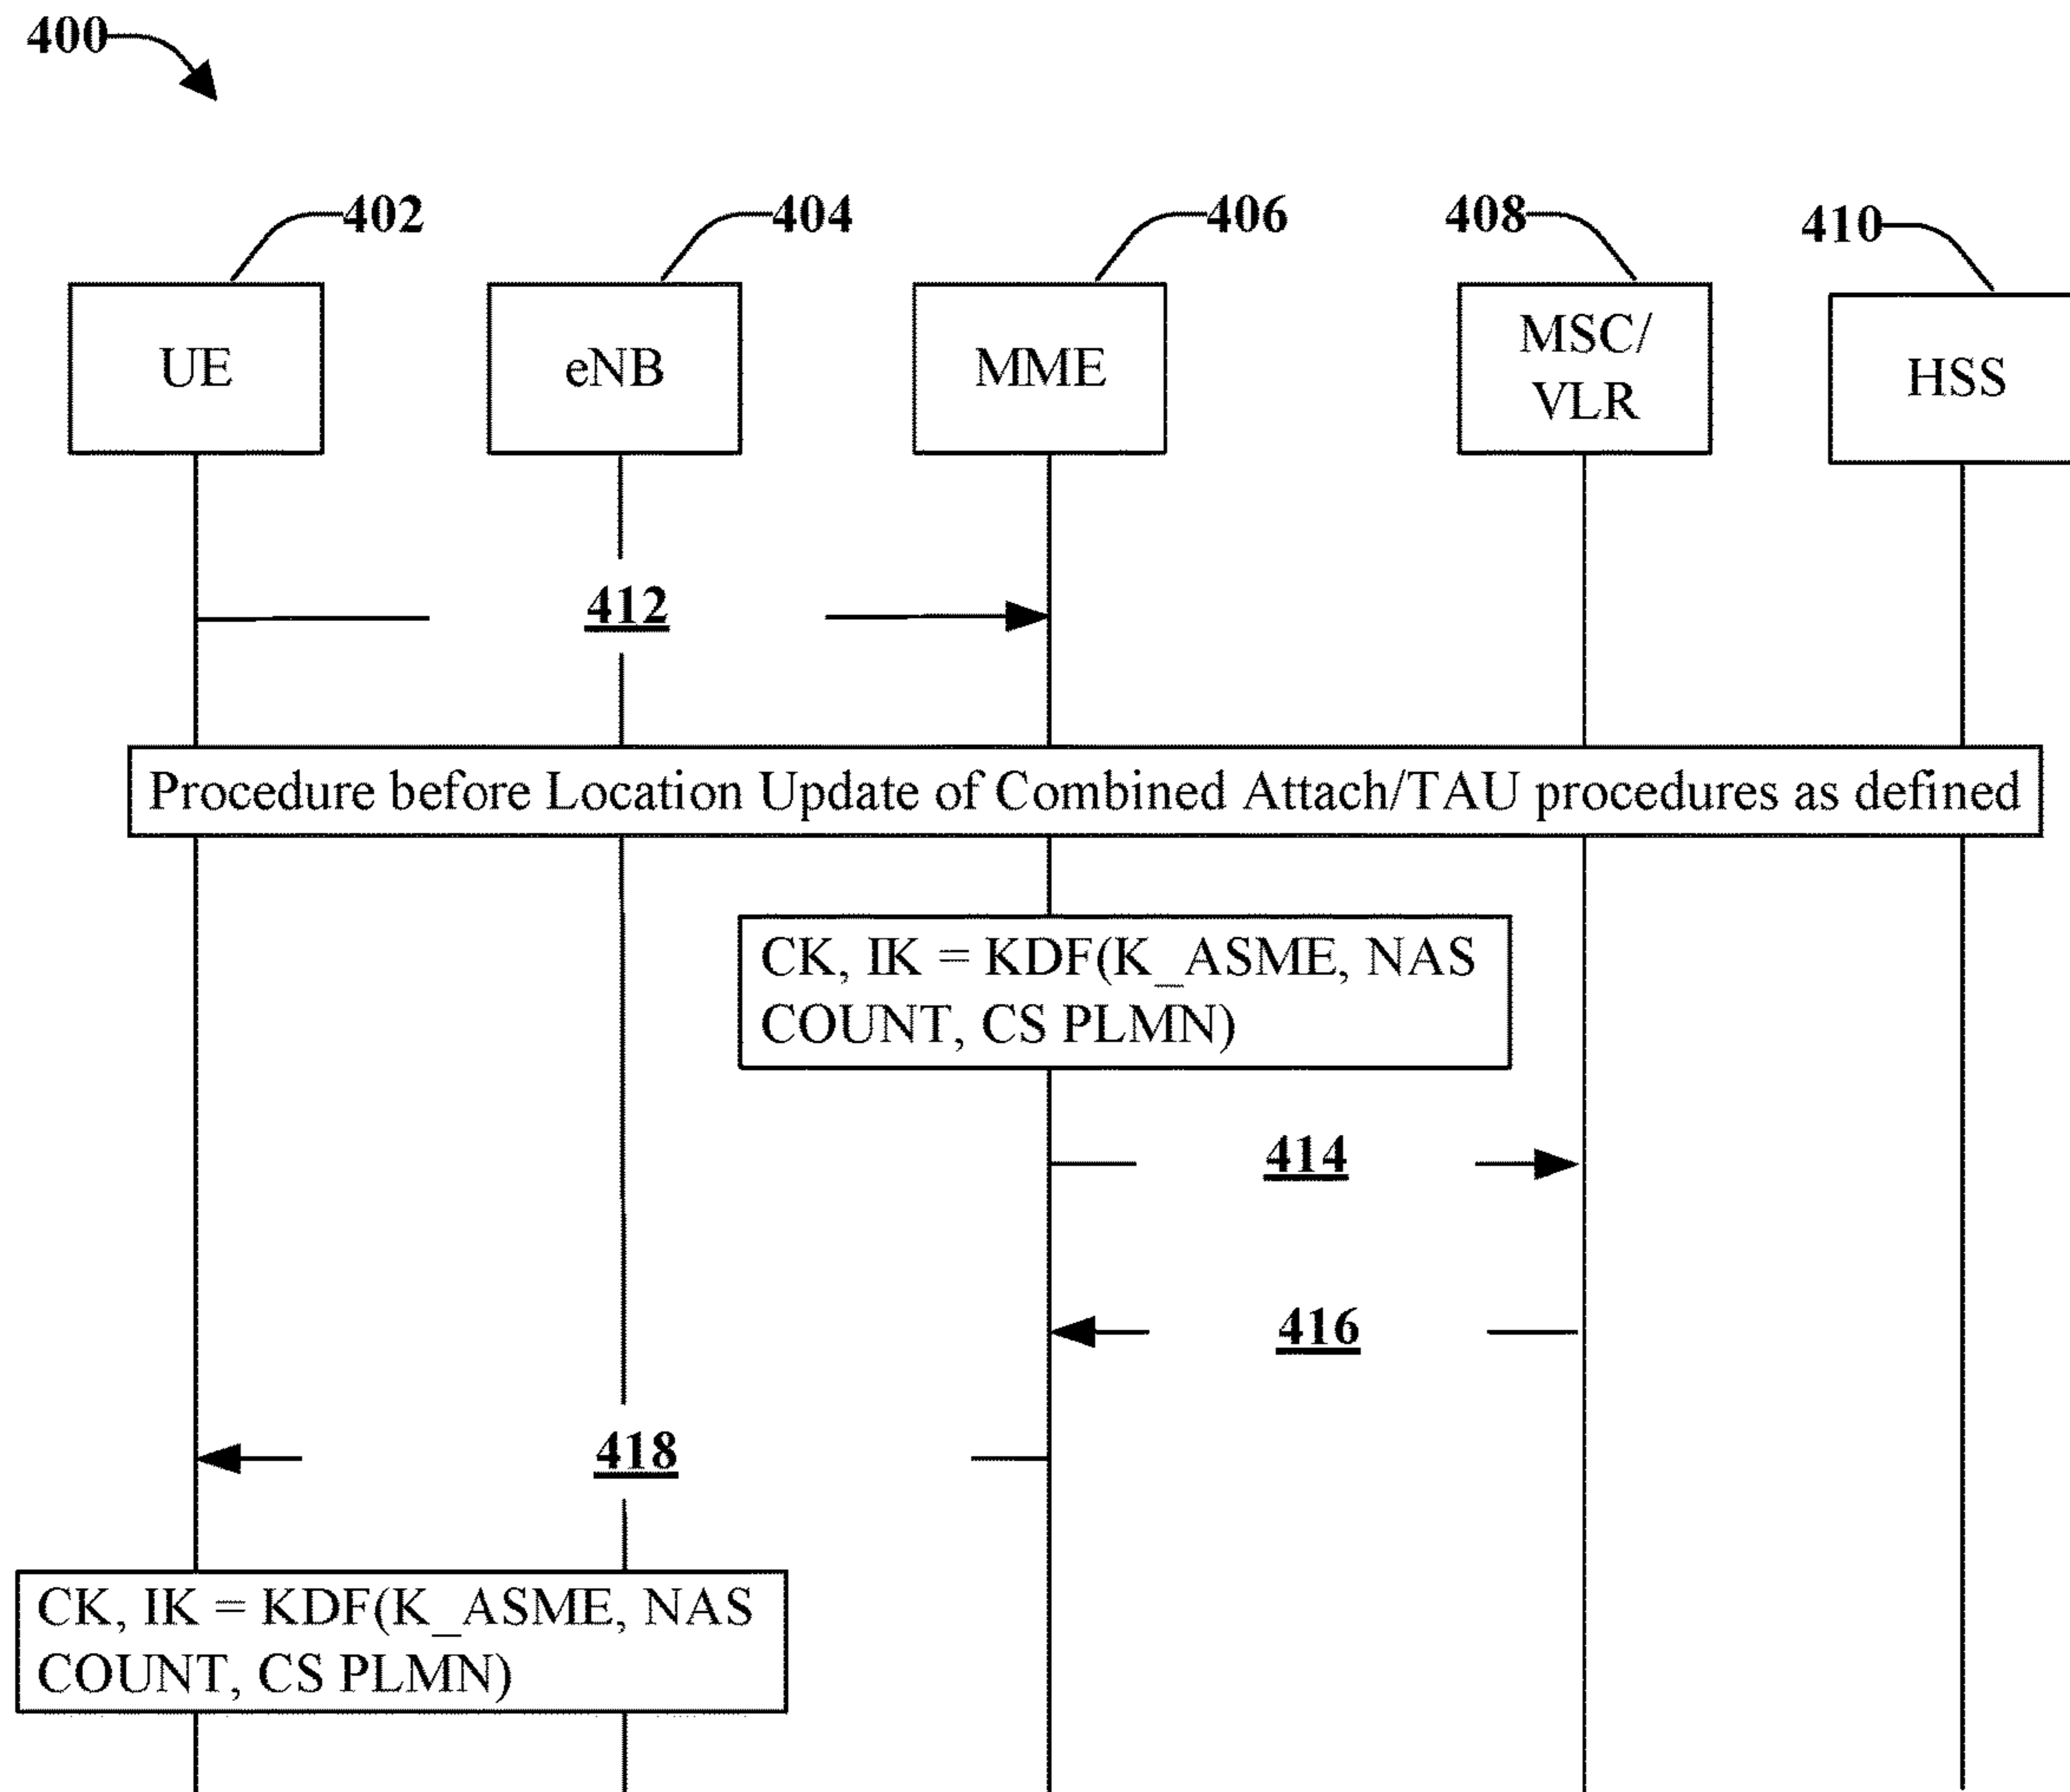 400
402
404
406
408
410
UE
eNB
MME
MSC/
VLR
HSS
412
Procedure before Location Update of Combined Attach/TAU procedures as defined
CK, IK = KDF(K_ASME, NAS
COUNT, CS PLMN)
414
416
418
CK, IK = KDF(K_ASME, NAS
COUNT, CS PLMN)